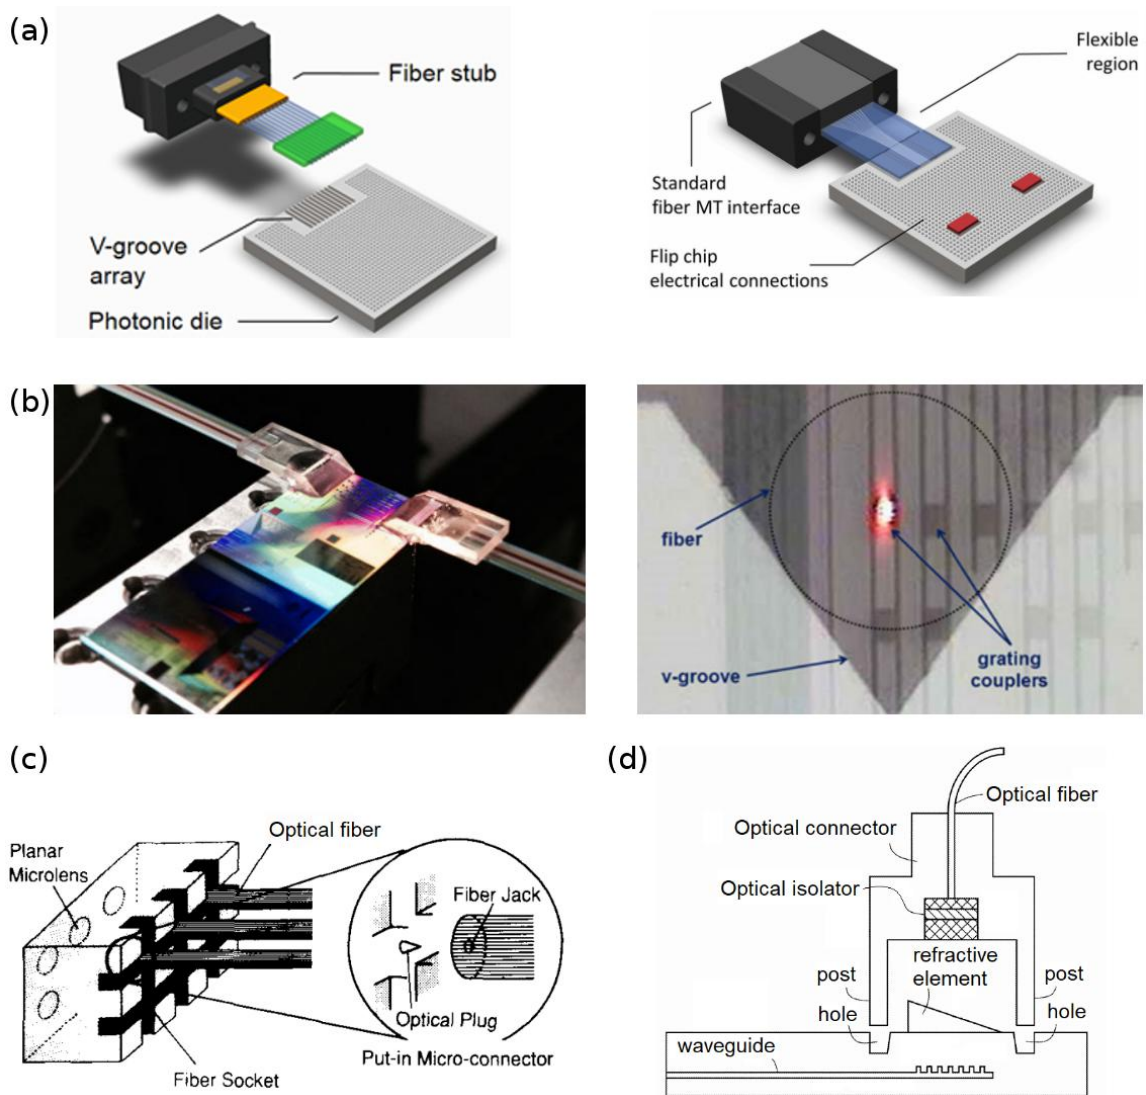 (a)
Fiber stub
V-groove
array
Photonic die
Flexible
region
Standard
fiber MT interface
Flip chip
electrical connections
(b)
fiber
v-groove
grating
couplers
(c)
Planar
Microlens
Optical fiber
Fiber Jack
Optical Plug
Put-in Micro-connector
Fiber Socket
(d)
Optical fiber
Optical connector
Optical isolator
refractive
element
post
post
hole
hole
waveguide